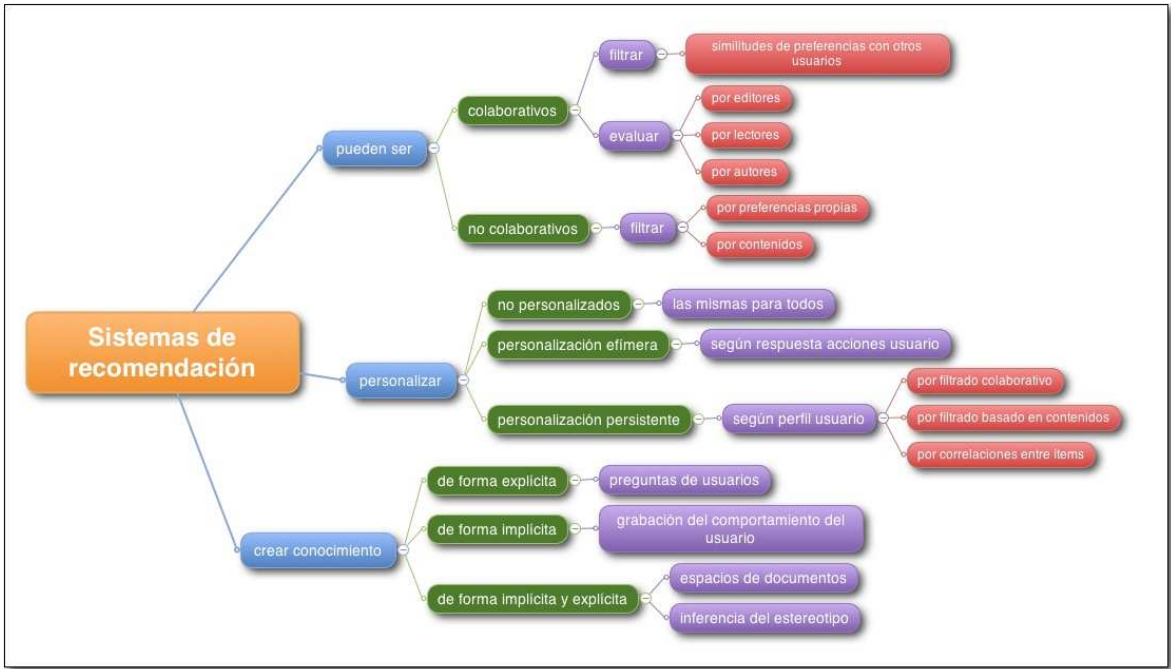 Sistemas de
recomendación
pueden ser
colaborativos
filtrar
similitudes de preferencias con otros
usuarios
evaluar
por editores
por lectores
por autores
no colaborativos
filtrar
por preferencias propias
por contenidos
personalizar
no personalizados
las mismas para todos
personalización efímera
según respuesta acciones usuario
personalización persistente
según perfil usuario
por filtrado colaborativo
por filtrado basado en contenidos
por correlaciones entre ítems
crear conocimiento
de forma explícita
preguntas de usuarios
de forma implícita
grabación del comportamiento del
usuario
de forma implícita y explícita
espacios de documentos
inferencia del estereotipo